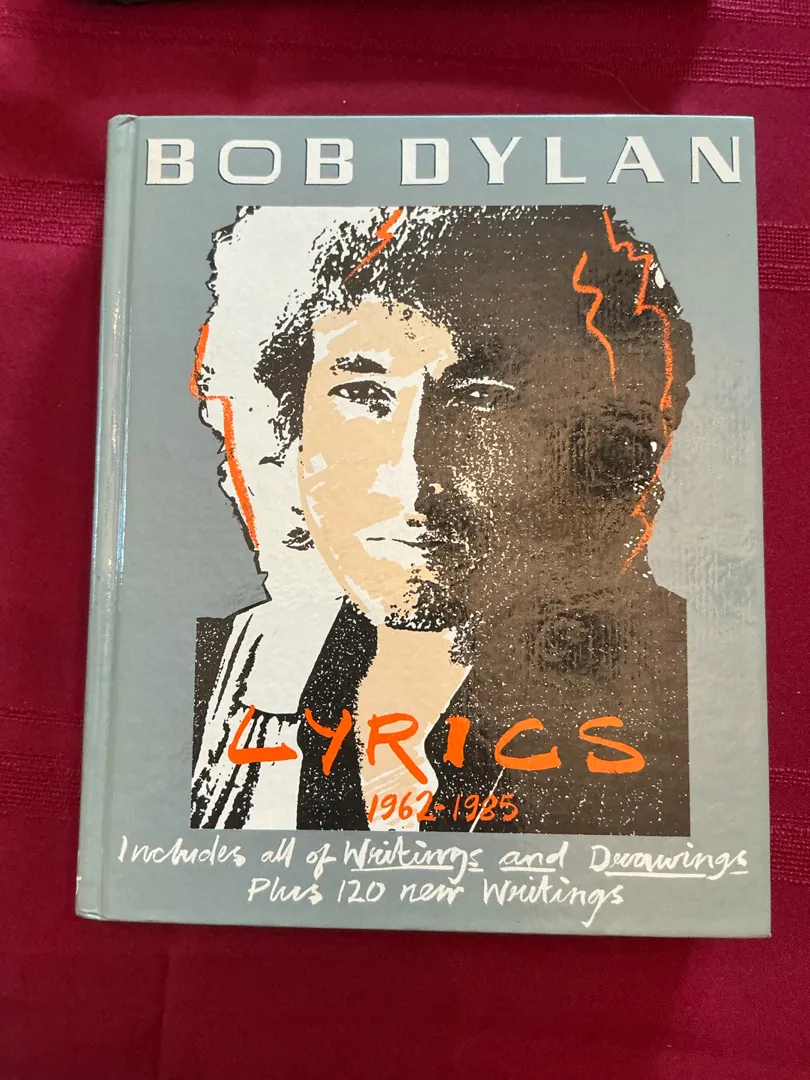 BOB DYLAN
LYRICS
1962-1985
Includes all of Writings and Drawings
Plus 120 new Writings